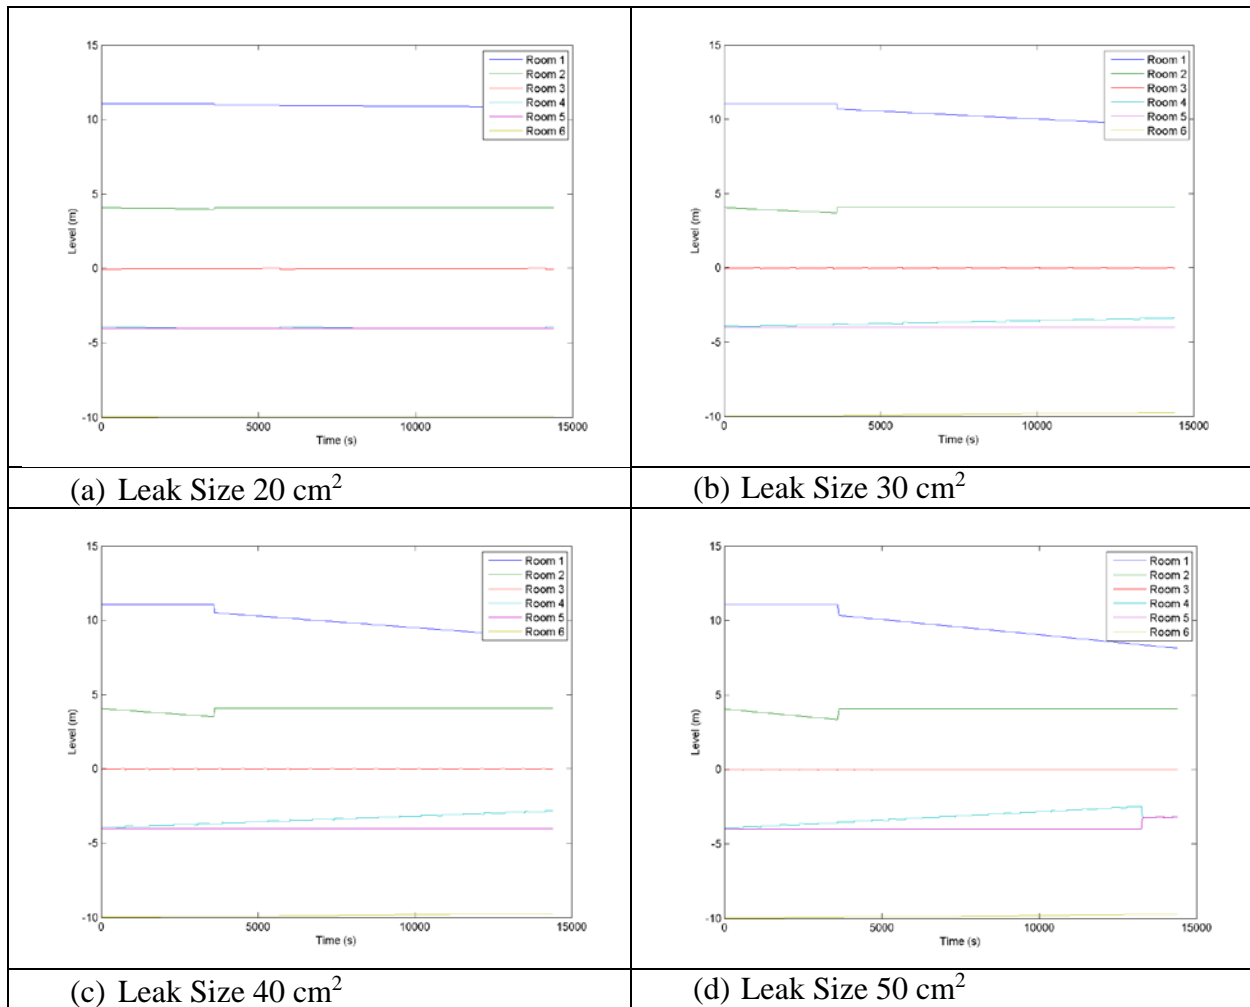 15
10
5
0
-5
-10
0
5000
10000
15000
Level (m)
Time (s)
Room 1
Room 2
Room 3
Room 4
Room 5
Room 6
(a) Leak Size 20 cm²
15
10
5
0
-5
-10
0
5000
10000
15000
Level (m)
Time (s)
Room 1
Room 2
Room 3
Room 4
Room 5
Room 6
(b) Leak Size 30 cm²
15
10
5
0
-5
-10
0
5000
10000
15000
Level (m)
Time (s)
Room 1
Room 2
Room 3
Room 4
Room 5
Room 6
(c) Leak Size 40 cm²
15
10
5
0
-5
-10
0
5000
10000
15000
Level (m)
Time (s)
Room 1
Room 2
Room 3
Room 4
Room 5
Room 6
(d) Leak Size 50 cm²